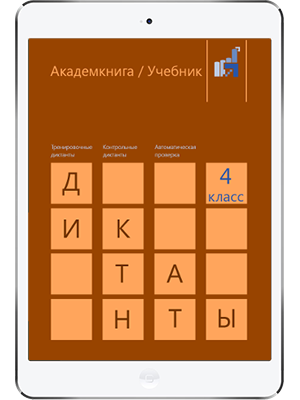 Академкнига / Учебник
Тренировочные диктанты
Контрольные диктанты
Автоматическая проверка
Д 4 класс
И К
Т А
Н Т Ы